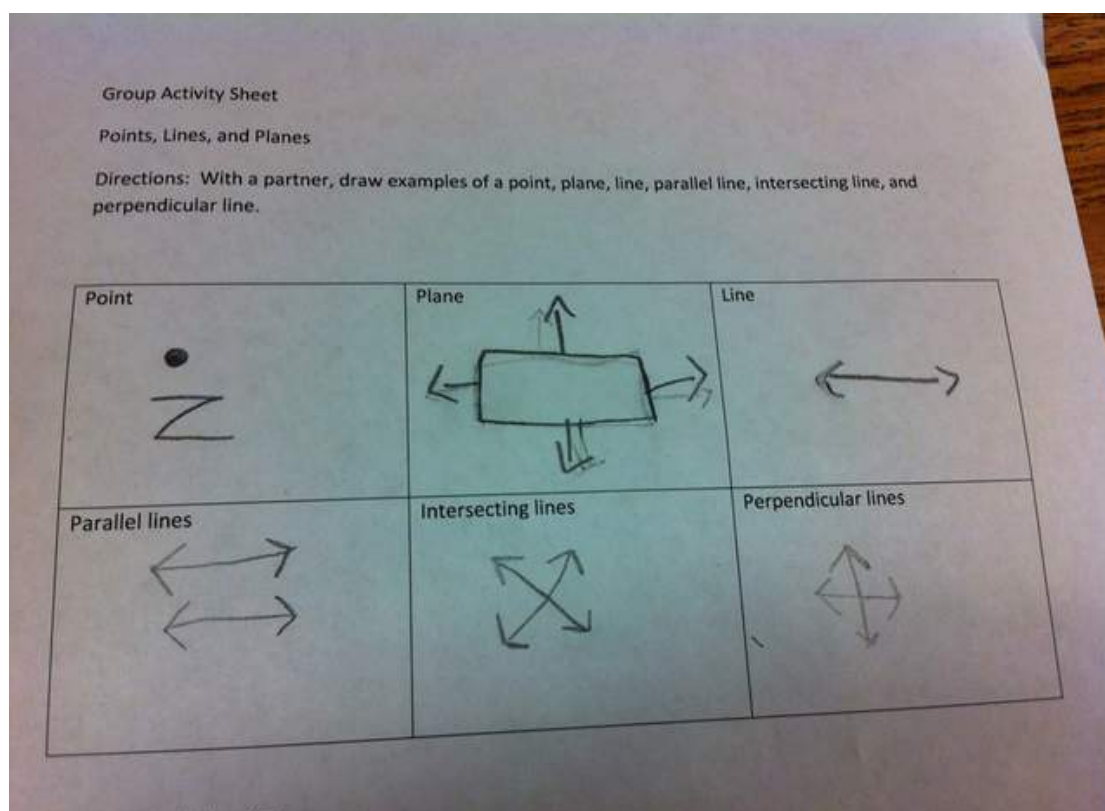 Group Activity Sheet
Points, Lines, and Planes
Directions: With a partner, draw examples of a point, plane, line, parallel line, intersecting line, and
perpendicular line.
Point
Plane
Line
Z
Parallel lines
Intersecting lines
Perpendicular lines